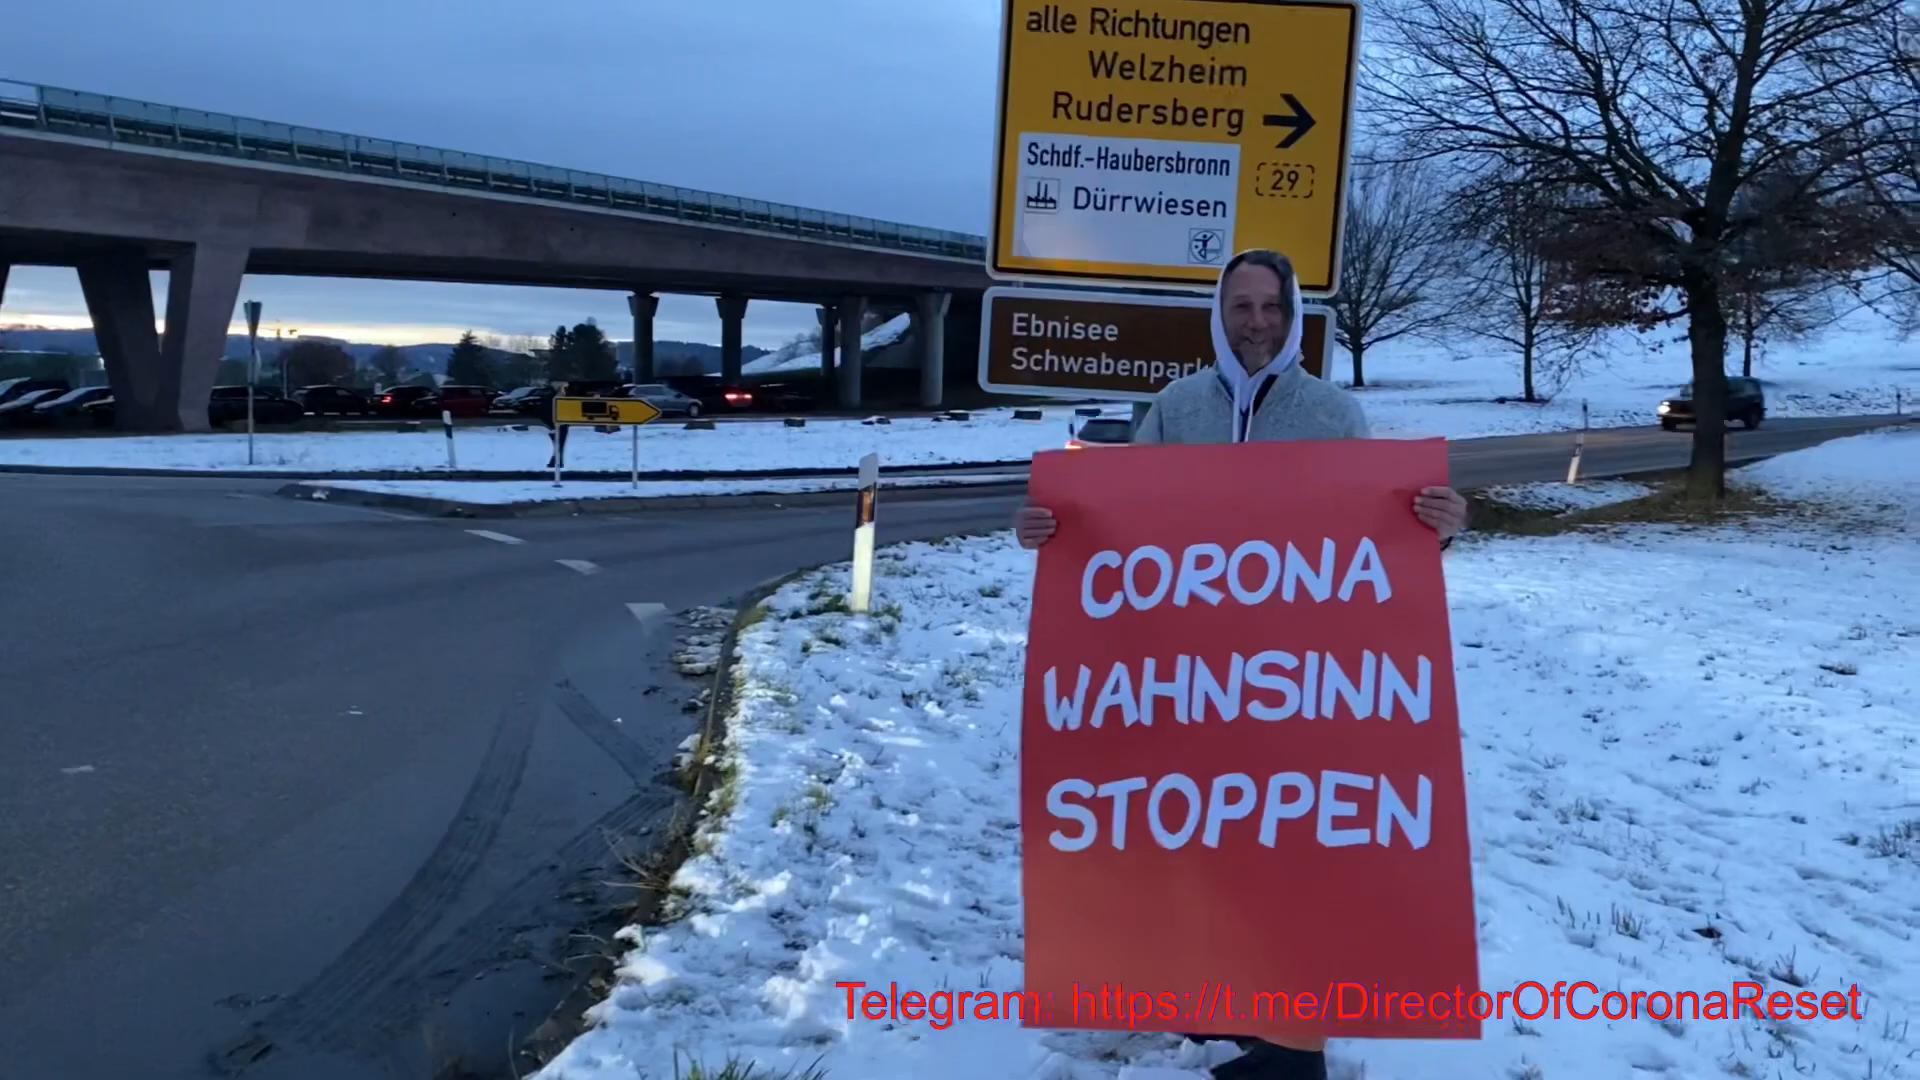 alle Richtungen
Welzheim
Rudersberg
Schdf.-Haubersbronn
29
Dürrwiesen
Ebnisee
Schwabenpark
CORONA
WAHNSINN
STOPPEN
Telegram: https://t.me/DirectorOfCoronaReset